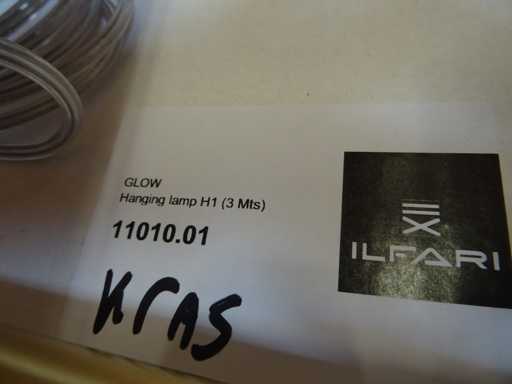 GLOW
Hanging lamp H1 (3 Mts)
11010.01
ILFARI
Kras